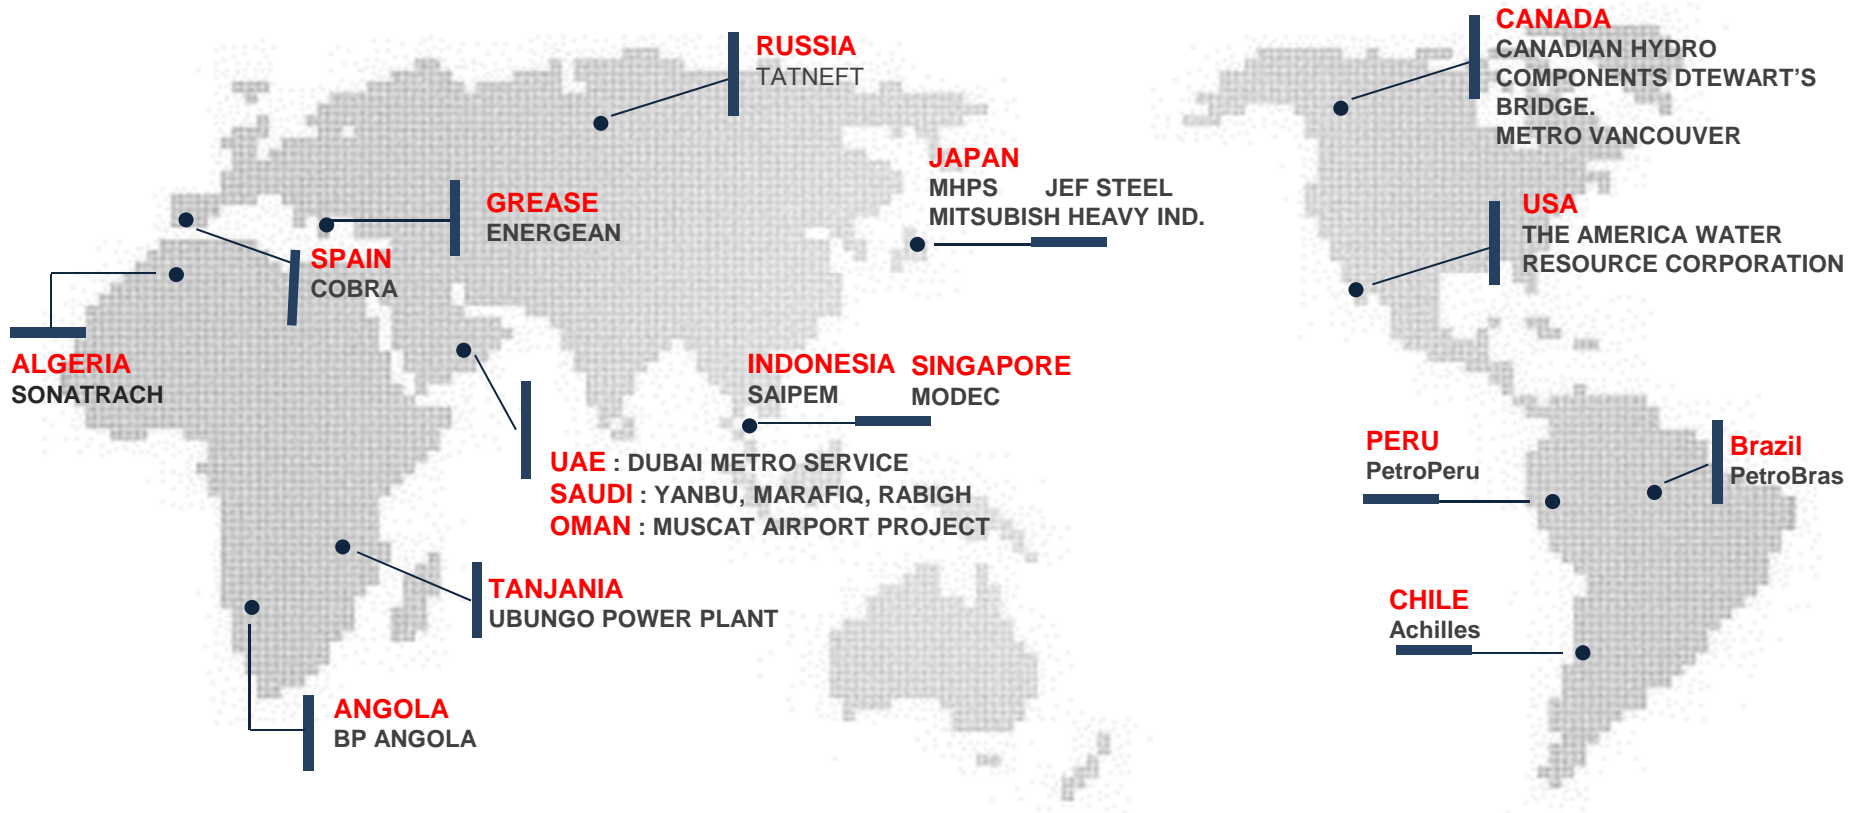 RUSSIA
TATNEFT
CANADA
CANADIAN HYDRO
COMPONENTS DTEWART'S
BRIDGE.
METRO VANCOUVER
JAPAN
MHPS JEF STEEL
MITSUBISH HEAVY IND.
GREASE
ENERGEAN
USA
THE AMERICA WATER
RESOURCE CORPORATION
SPAIN
COBRA
ALGERIA
SONATRACH
INDONESIA
SAIPEM
SINGAPORE
MODEC
UAE : DUBAI METRO SERVICE
SAUDI : YANBU, MARAFIQ, RABIGH
OMAN : MUSCAT AIRPORT PROJECT
PERU
PetroPeru
Brazil
PetroBras
TANJANIA
UBUNGO POWER PLANT
CHILE
Achilles
ANGOLA
BP ANGOLA